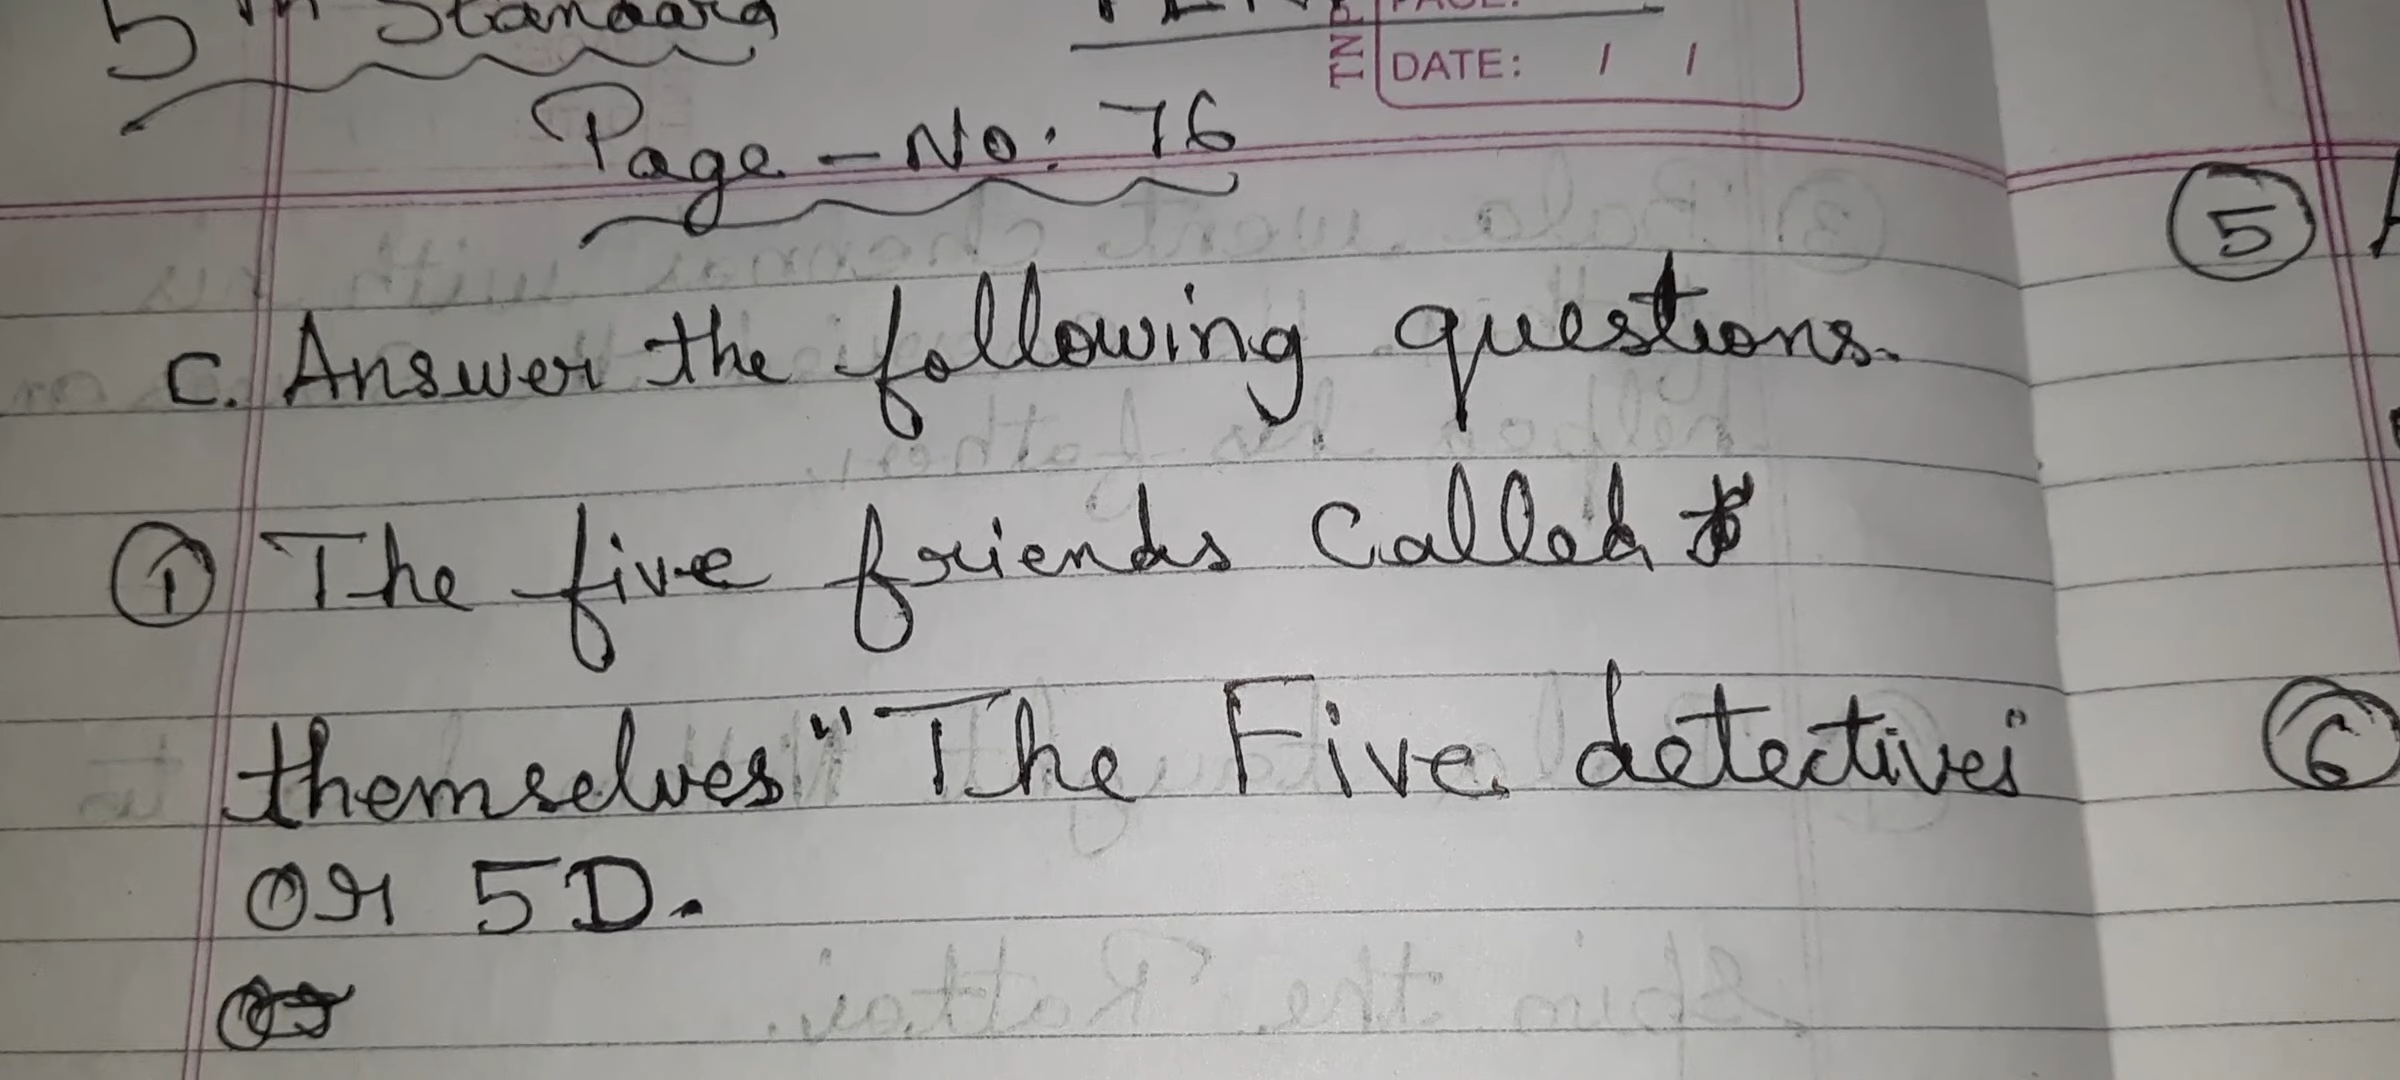 5th Standard
DATE: / /
Page - No: 76
C. Answer the following questions.
① The five friends called
themselves "The Five detectives"
or 5D.
⑤
⑥